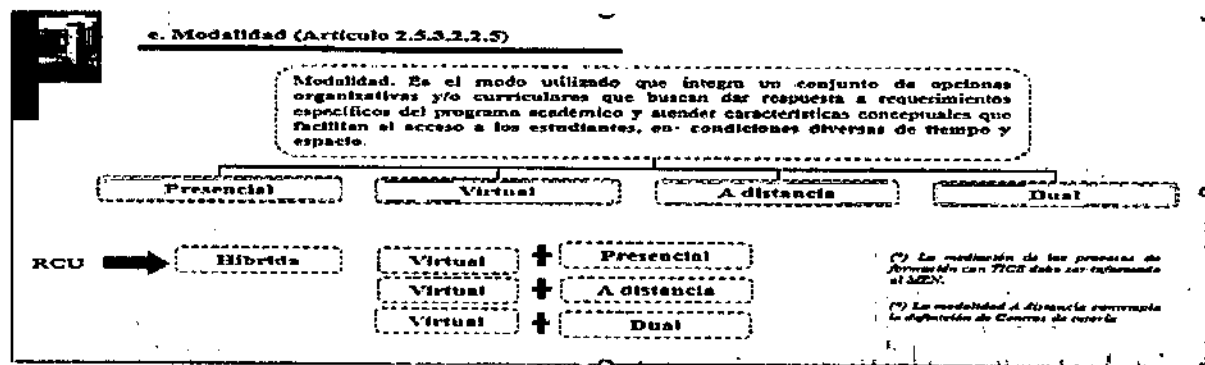 e. Modalidad (Artículo 2.5.3.2.2.5)
Modalidad. Es el modo utilizado que integra un conjunto de opciones
organizativas y/o curriculares que buscan dar respuesta a requerimientos
específicos del programa académico y atender características conceptuales que
facilitan el acceso a los estudiantes, en condiciones diversas de tiempo y
espacio.
Presencial Virtual A distancia Dual
RCU Híbrida Virtual + Presencial
Virtual + A distancia
Virtual + Dual
(*) La mediación de los procesos de
formación con TICS debe ser informada
al MEN.
(*) La modalidad A distancia contempla
la definición de Centros de tutoría